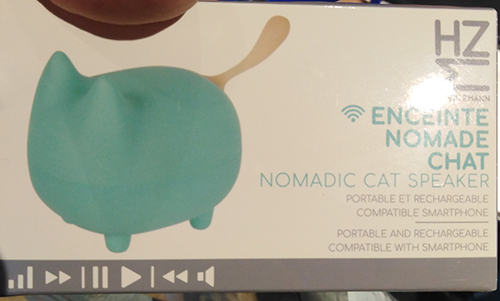 HZ
ENCEINTE
NOMADE
CHAT
NOMADIC CAT SPEAKER
PORTABLE ET RECHARGEABLE
COMPATIBLE SMARTPHONE
PORTABLE AND RECHARGEABLE
COMPATIBLE WITH SMARTPHONE